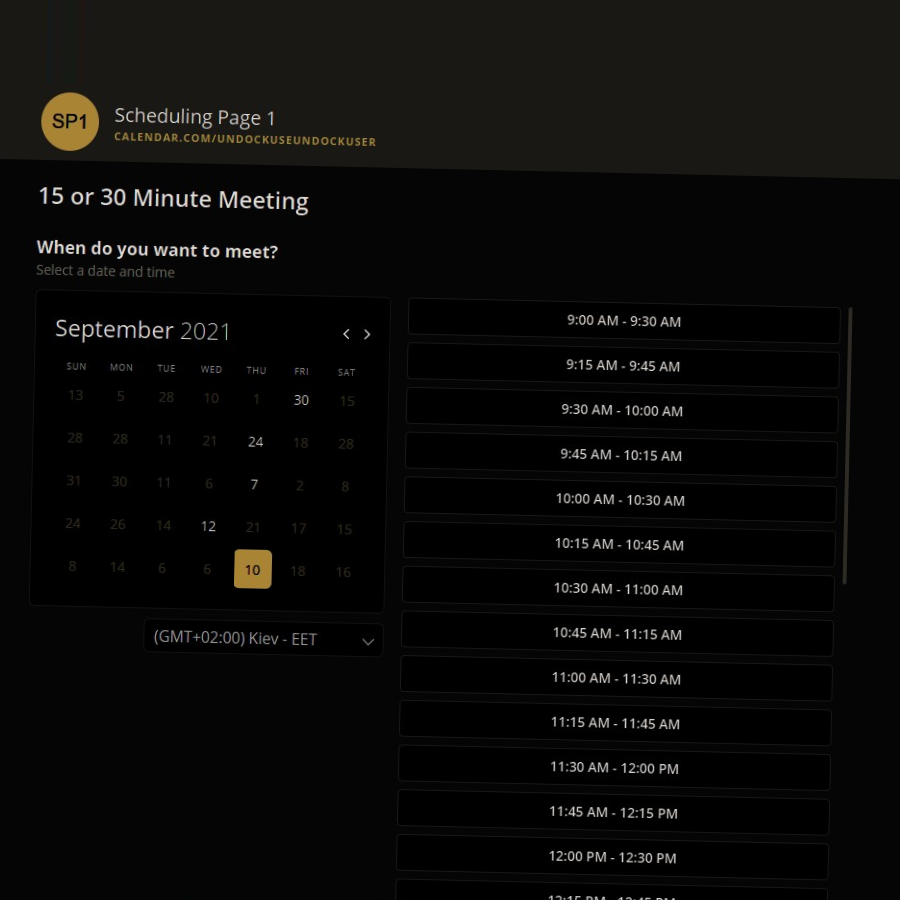 SP1
Scheduling Page 1
CALENDAR.COM/UNDOCKUSEUNDOCKUSER
15 or 30 Minute Meeting
When do you want to meet?
Select a date and time
September 2021
SUN MON TUE WED THU FRI SAT
13 5 28 10 1 30 15
28 28 11 21 24 18 28
31 30 11 6 7 2 8
24 26 14 12 21 17 15
8 14 6 6 10 18 16
(GMT+02:00) Kiev - EET
9:00 AM - 9:30 AM
9:15 AM - 9:45 AM
9:30 AM - 10:00 AM
9:45 AM - 10:15 AM
10:00 AM - 10:30 AM
10:15 AM - 10:45 AM
10:30 AM - 11:00 AM
10:45 AM - 11:15 AM
11:00 AM - 11:30 AM
11:15 AM - 11:45 AM
11:30 AM - 12:00 PM
11:45 AM - 12:15 PM
12:00 PM - 12:30 PM
12:15 PM - 12:45 PM